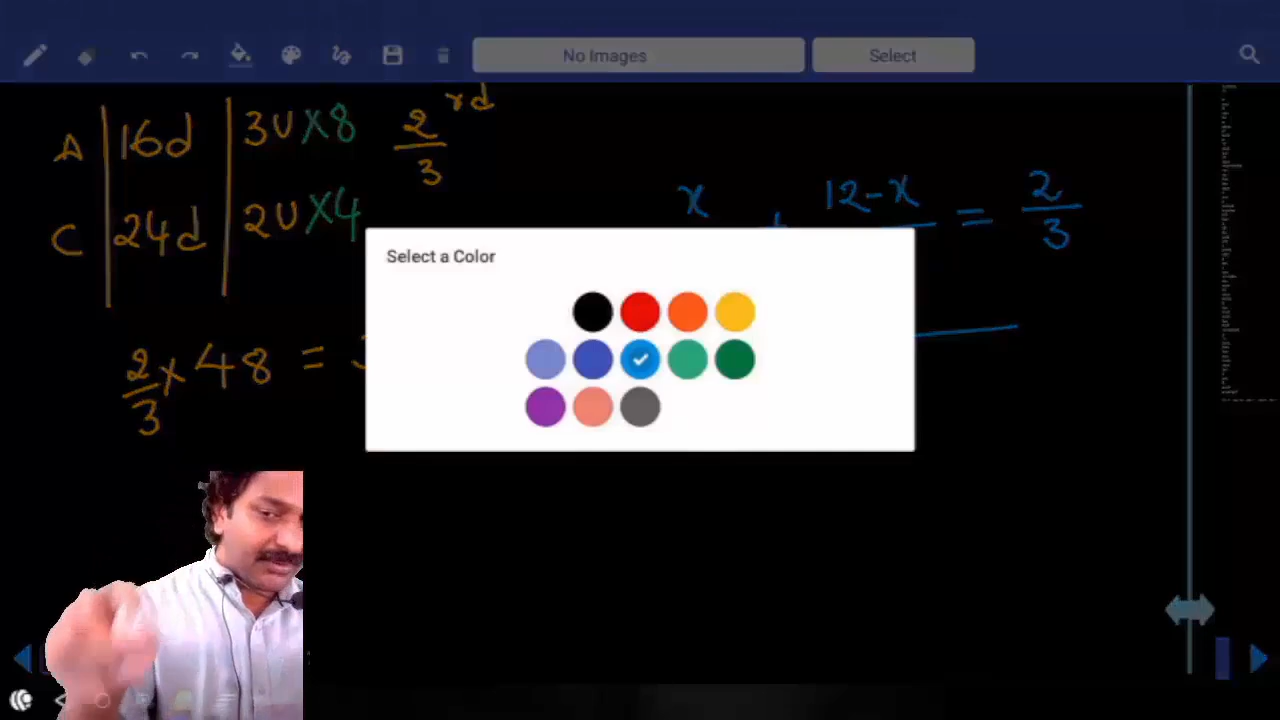 No Images
Select
rd
A 16d 3U X8 2/3
C 24d 2U X4
x + 12-x = 2/3
Select a Color
2/3 x 48 =